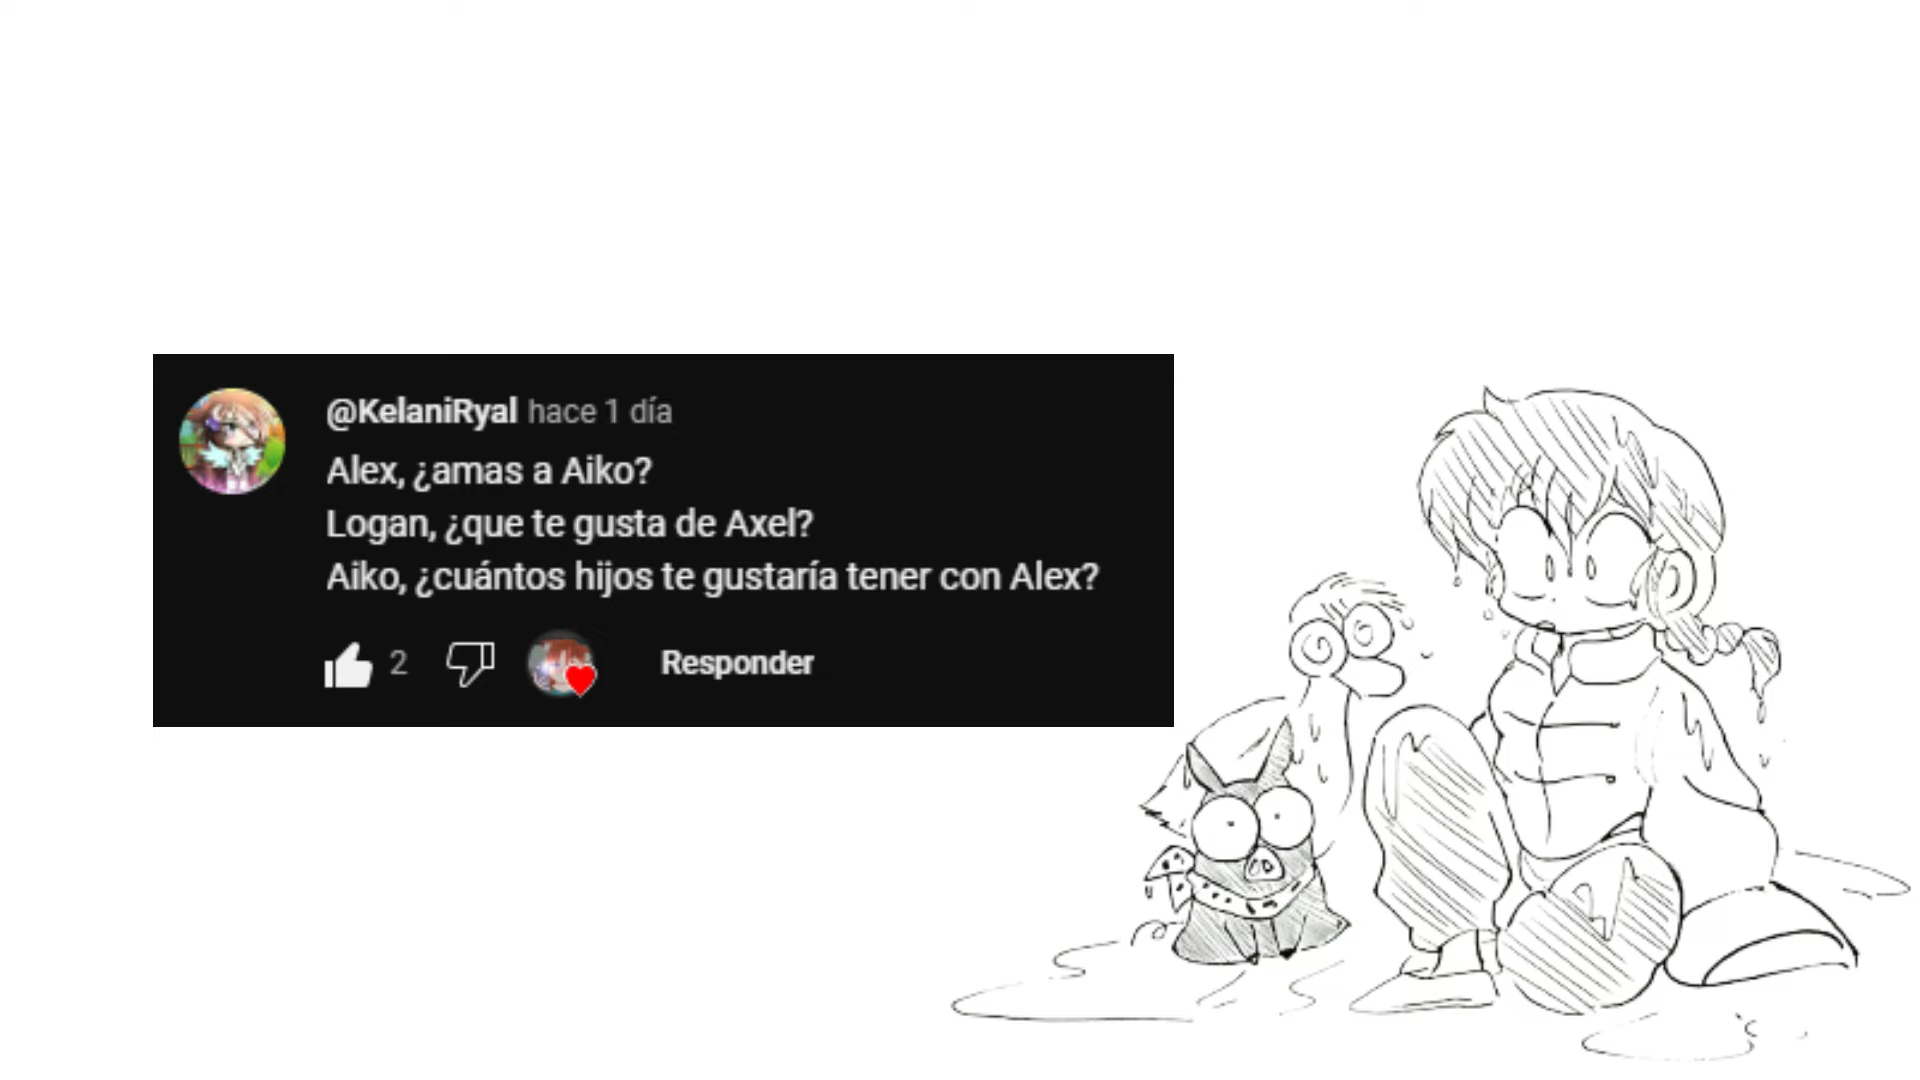 @KelaniRyal hace 1 día
Alex, ¿amas a Aiko?
Logan, ¿que te gusta de Axel?
Aiko, ¿cuántos hijos te gustaría tener con Alex?
2 Responder